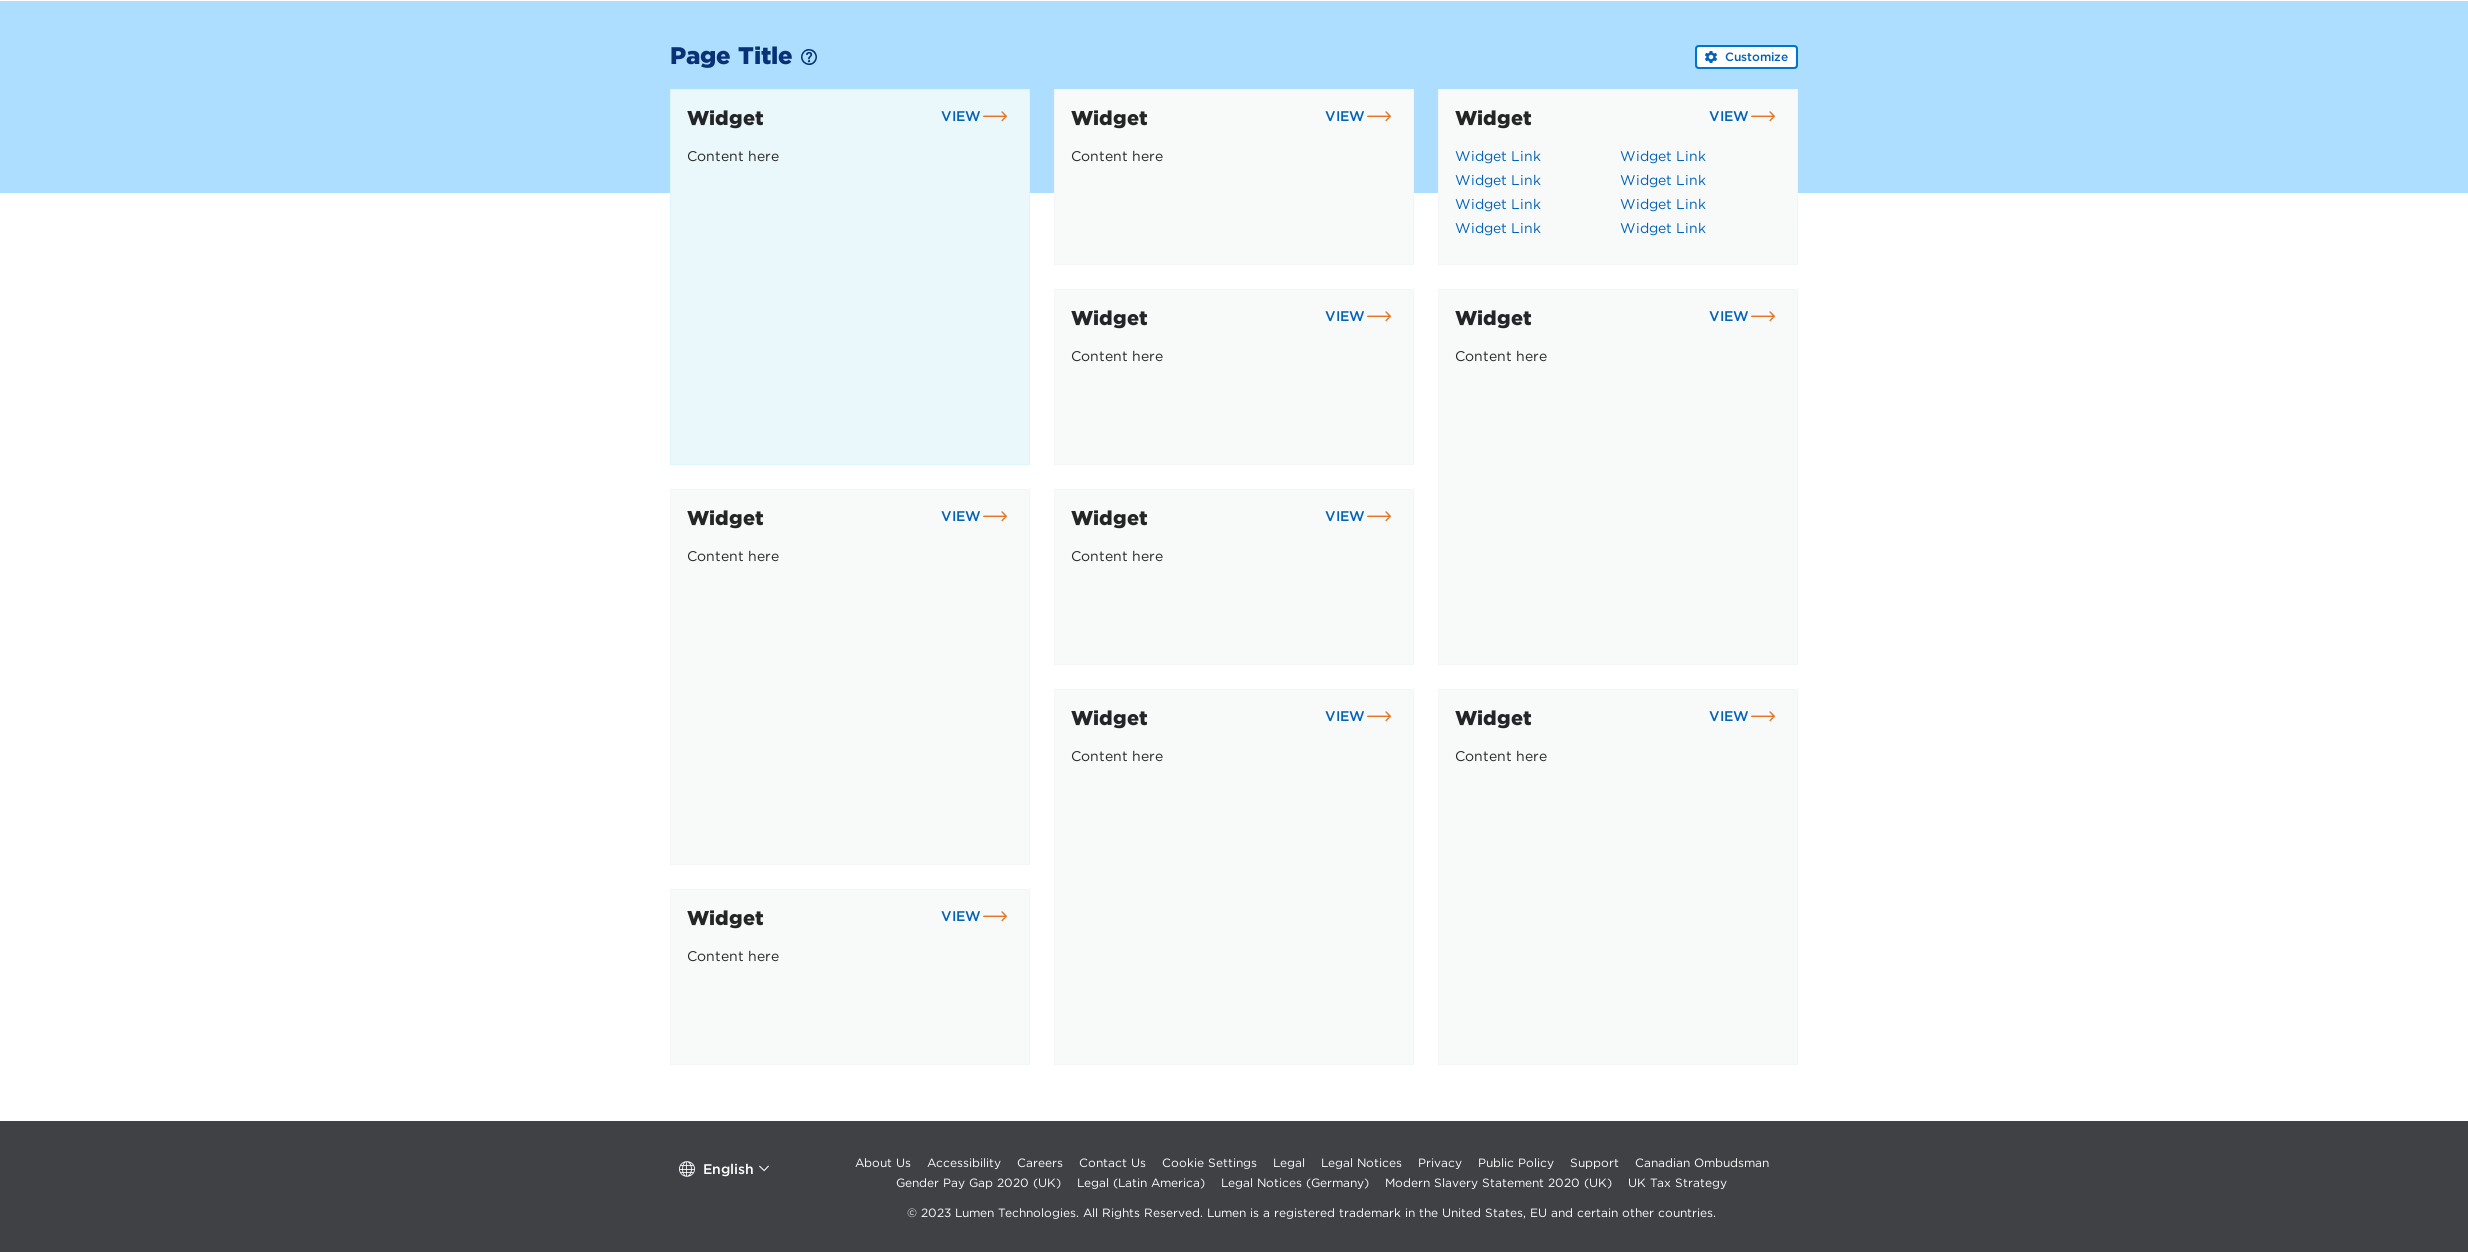 Page Title
Customize
Widget VIEW
Content here
Widget VIEW
Content here
Widget VIEW
Widget Link Widget Link
Widget Link Widget Link
Widget Link Widget Link
Widget Link Widget Link
Widget VIEW
Content here
Widget VIEW
Content here
Widget VIEW
Content here
Widget VIEW
Content here
Widget VIEW
Content here
Widget VIEW
Content here
Widget VIEW
Content here
English
About Us Accessibility Careers Contact Us Cookie Settings Legal Legal Notices Privacy Public Policy Support Canadian Ombudsman
Gender Pay Gap 2020 (UK) Legal (Latin America) Legal Notices (Germany) Modern Slavery Statement 2020 (UK) UK Tax Strategy
© 2023 Lumen Technologies. All Rights Reserved. Lumen is a registered trademark in the United States, EU and certain other countries.